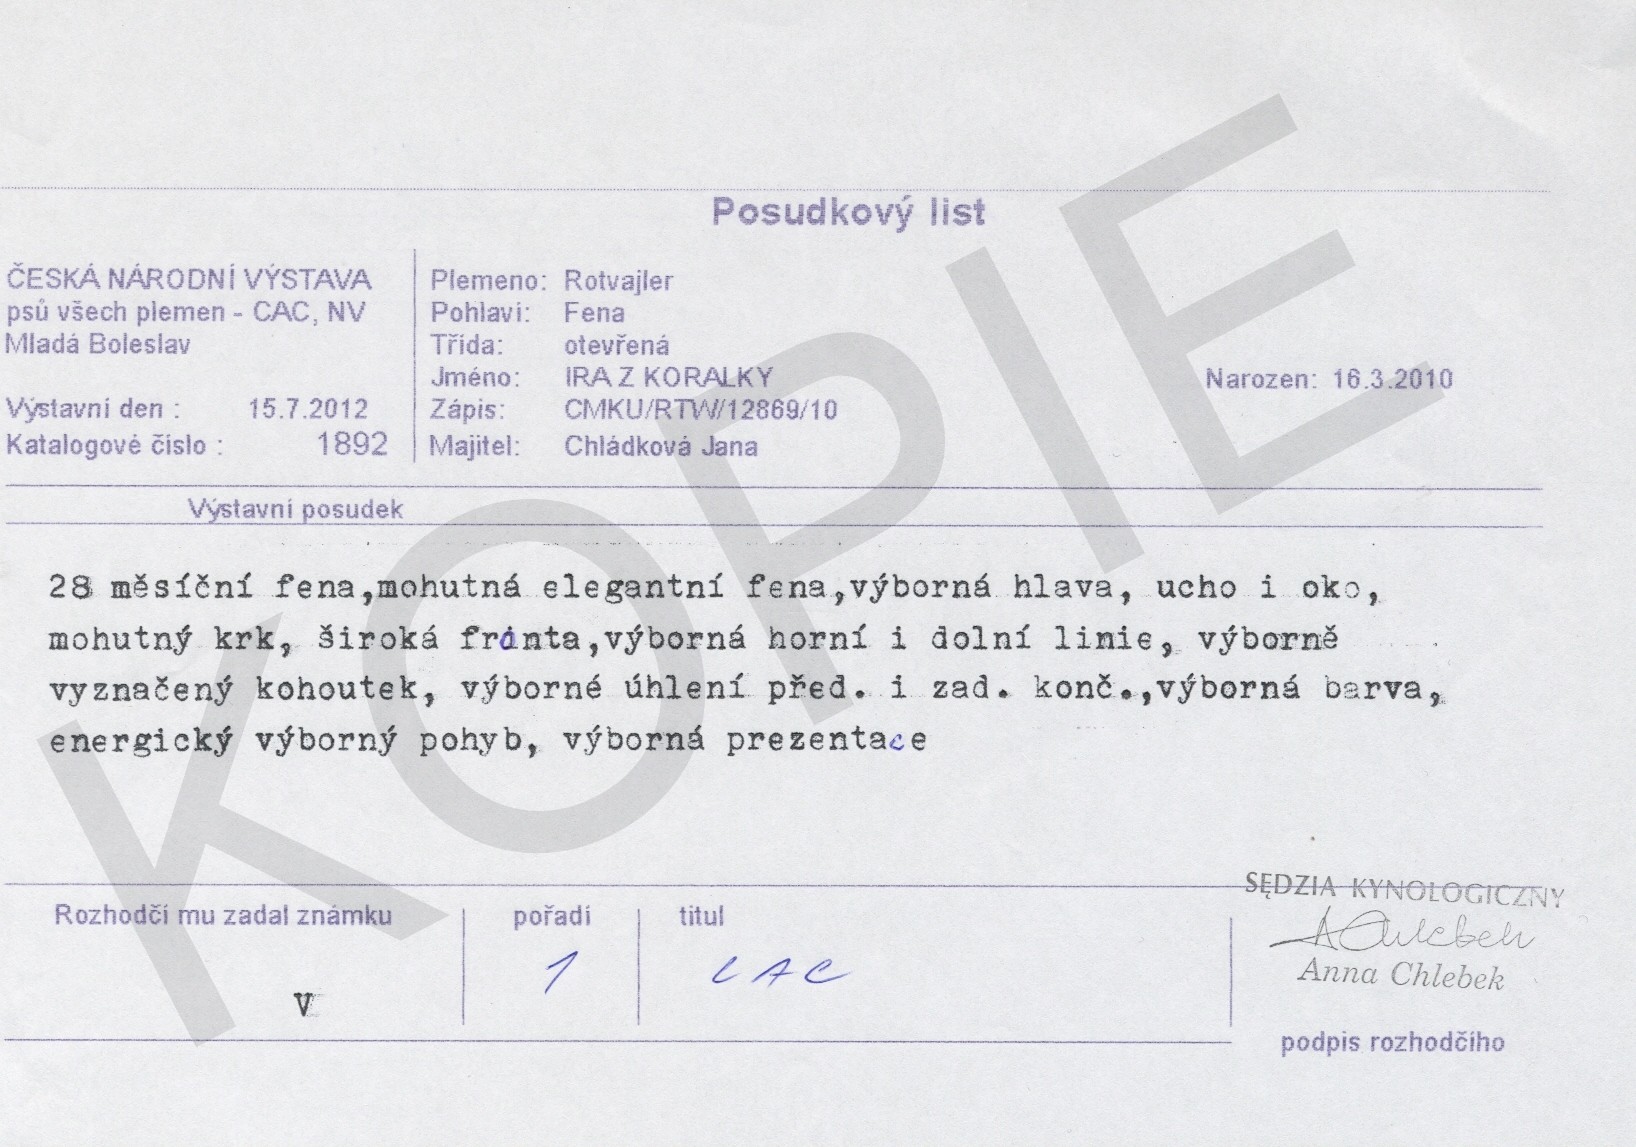 Posudkový list
ČESKÁ NÁRODNÍ VÝSTAVA
psů všech plemen - CAC, NV
Mladá Boleslav
Výstavní den : 15.7.2012
Katalogové číslo : 1892
Plemeno: Rotvajler
Pohlaví: Fena
Třída: otevřená
Jméno: IRA Z KORALKY
Narozen: 16.3.2010
Zápis: CMKU/RTW/12869/10
Majitel: Chládková Jana
Výstavní posudek
28 měsíční fena,mohutná elegantní fena,výborná hlava, ucho i oko,
mohutný krk, široká fronta,výborná horní i dolní linie, výborně
vyznačený kohoutek, výborné úhlení před. i zad. konč.,výborná barva,
energický výborný pohyb, výborná prezentace
Rozhodčí mu zadal známku
V
pořadí
1
titul
CAC
SĘDZIA KYNOLOGICZNY
AChlebek
Anna Chlebek
podpis rozhodčího
KOPIE